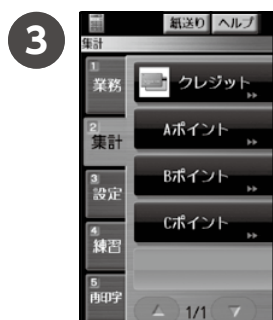 3
紙送り ヘルプ
集計
1 業務
クレジット
2 集計
Aポイント
3 設定
Bポイント
4 練習
Cポイント
5 再印字
1/1